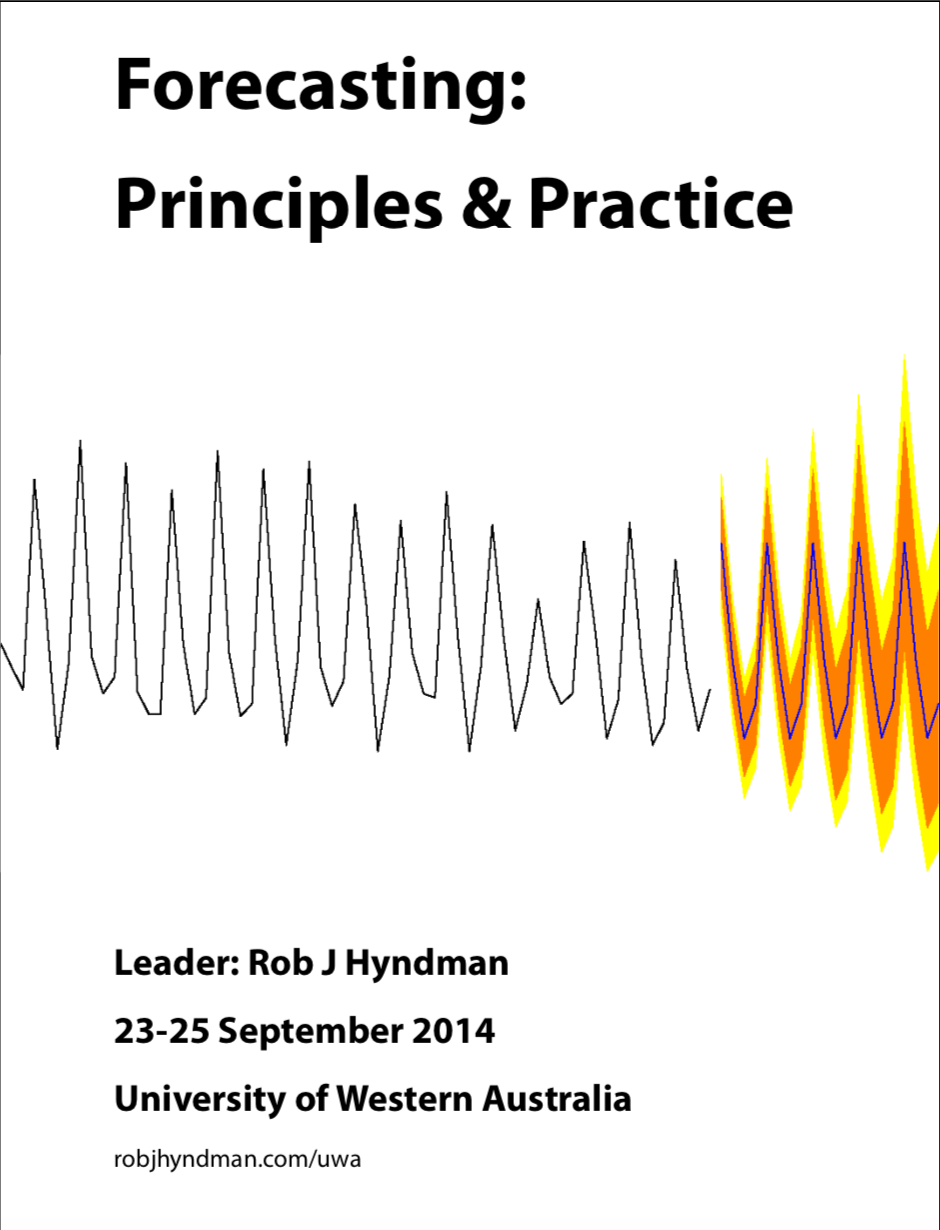 Forecasting:
Principles & Practice
Leader: Rob J Hyndman
23-25 September 2014
University of Western Australia
robjhyndman.com/uwa